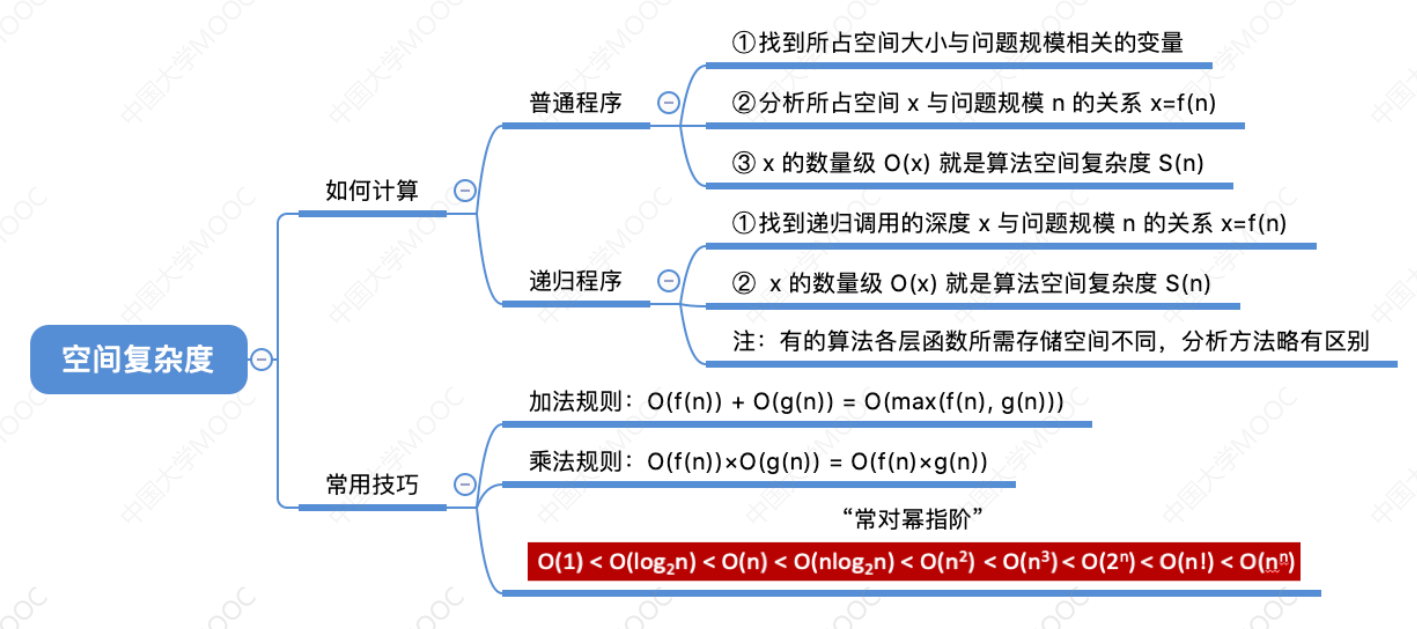 空间复杂度
如何计算
普通程序
①找到所占空间大小与问题规模相关的变量
②分析所占空间 x 与问题规模 n 的关系 x=f(n)
③ x 的数量级 O(x) 就是算法空间复杂度 S(n)
递归程序
①找到递归调用的深度 x 与问题规模 n 的关系 x=f(n)
② x 的数量级 O(x) 就是算法空间复杂度 S(n)
注：有的算法各层函数所需存储空间不同，分析方法略有区别
常用技巧
加法规则：O(f(n)) + O(g(n)) = O(max(f(n), g(n)))
乘法规则：O(f(n))×O(g(n)) = O(f(n)×g(n))
“常对幂指阶”
O(1) < O(log₂n) < O(n) < O(nlog₂n) < O(n²) < O(n³) < O(2ⁿ) < O(n!) < O(nⁿ)
中国大学MOOC